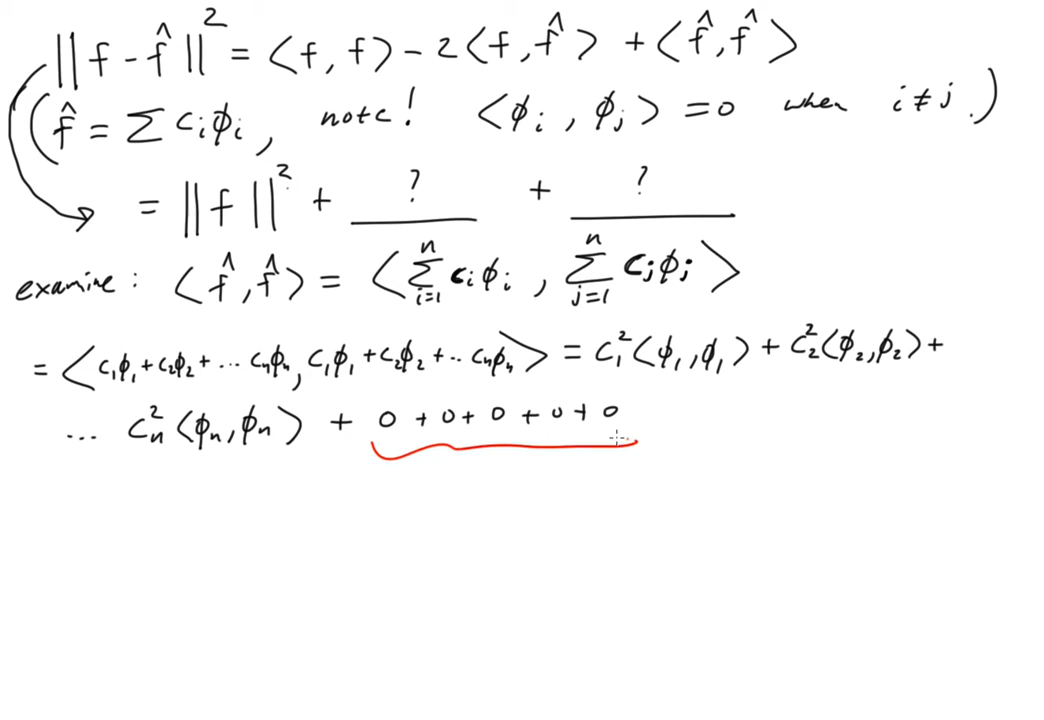 ||f - f̂||² = ⟨f, f⟩ - 2⟨f, f̂⟩ + ⟨f̂, f̂⟩
(f̂ = Σ cᵢϕᵢ, note! ⟨ϕᵢ, ϕⱼ⟩ = 0 when i ≠ j.)
= ||f||² + ? + ?
examine: ⟨f̂, f̂⟩ = ⟨Σᵢ₌₁ⁿ cᵢϕᵢ, Σⱼ₌₁ⁿ cⱼϕⱼ⟩
= ⟨c₁ϕ₁ + c₂ϕ₂ + ... cₙϕₙ, c₁ϕ₁ + c₂ϕ₂ + .. cₙϕₙ⟩ = c₁²⟨ϕ₁, ϕ₁⟩ + c₂²⟨ϕ₂, ϕ₂⟩ +
... cₙ²⟨ϕₙ, ϕₙ⟩ + 0 + 0 + 0 + 0 + 0